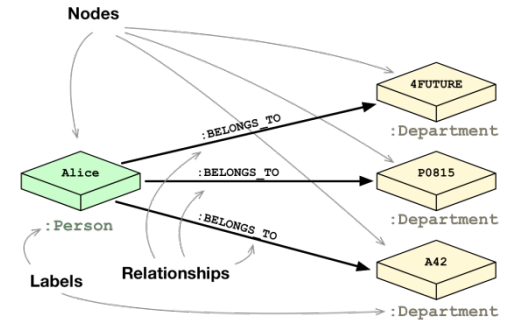 Nodes
4FUTURE
:BELONGS_TO
:Department
Alice
:BELONGS_TO
P0815
:Person
:BELONGS_TO
:Department
A42
Labels
Relationships
:Department